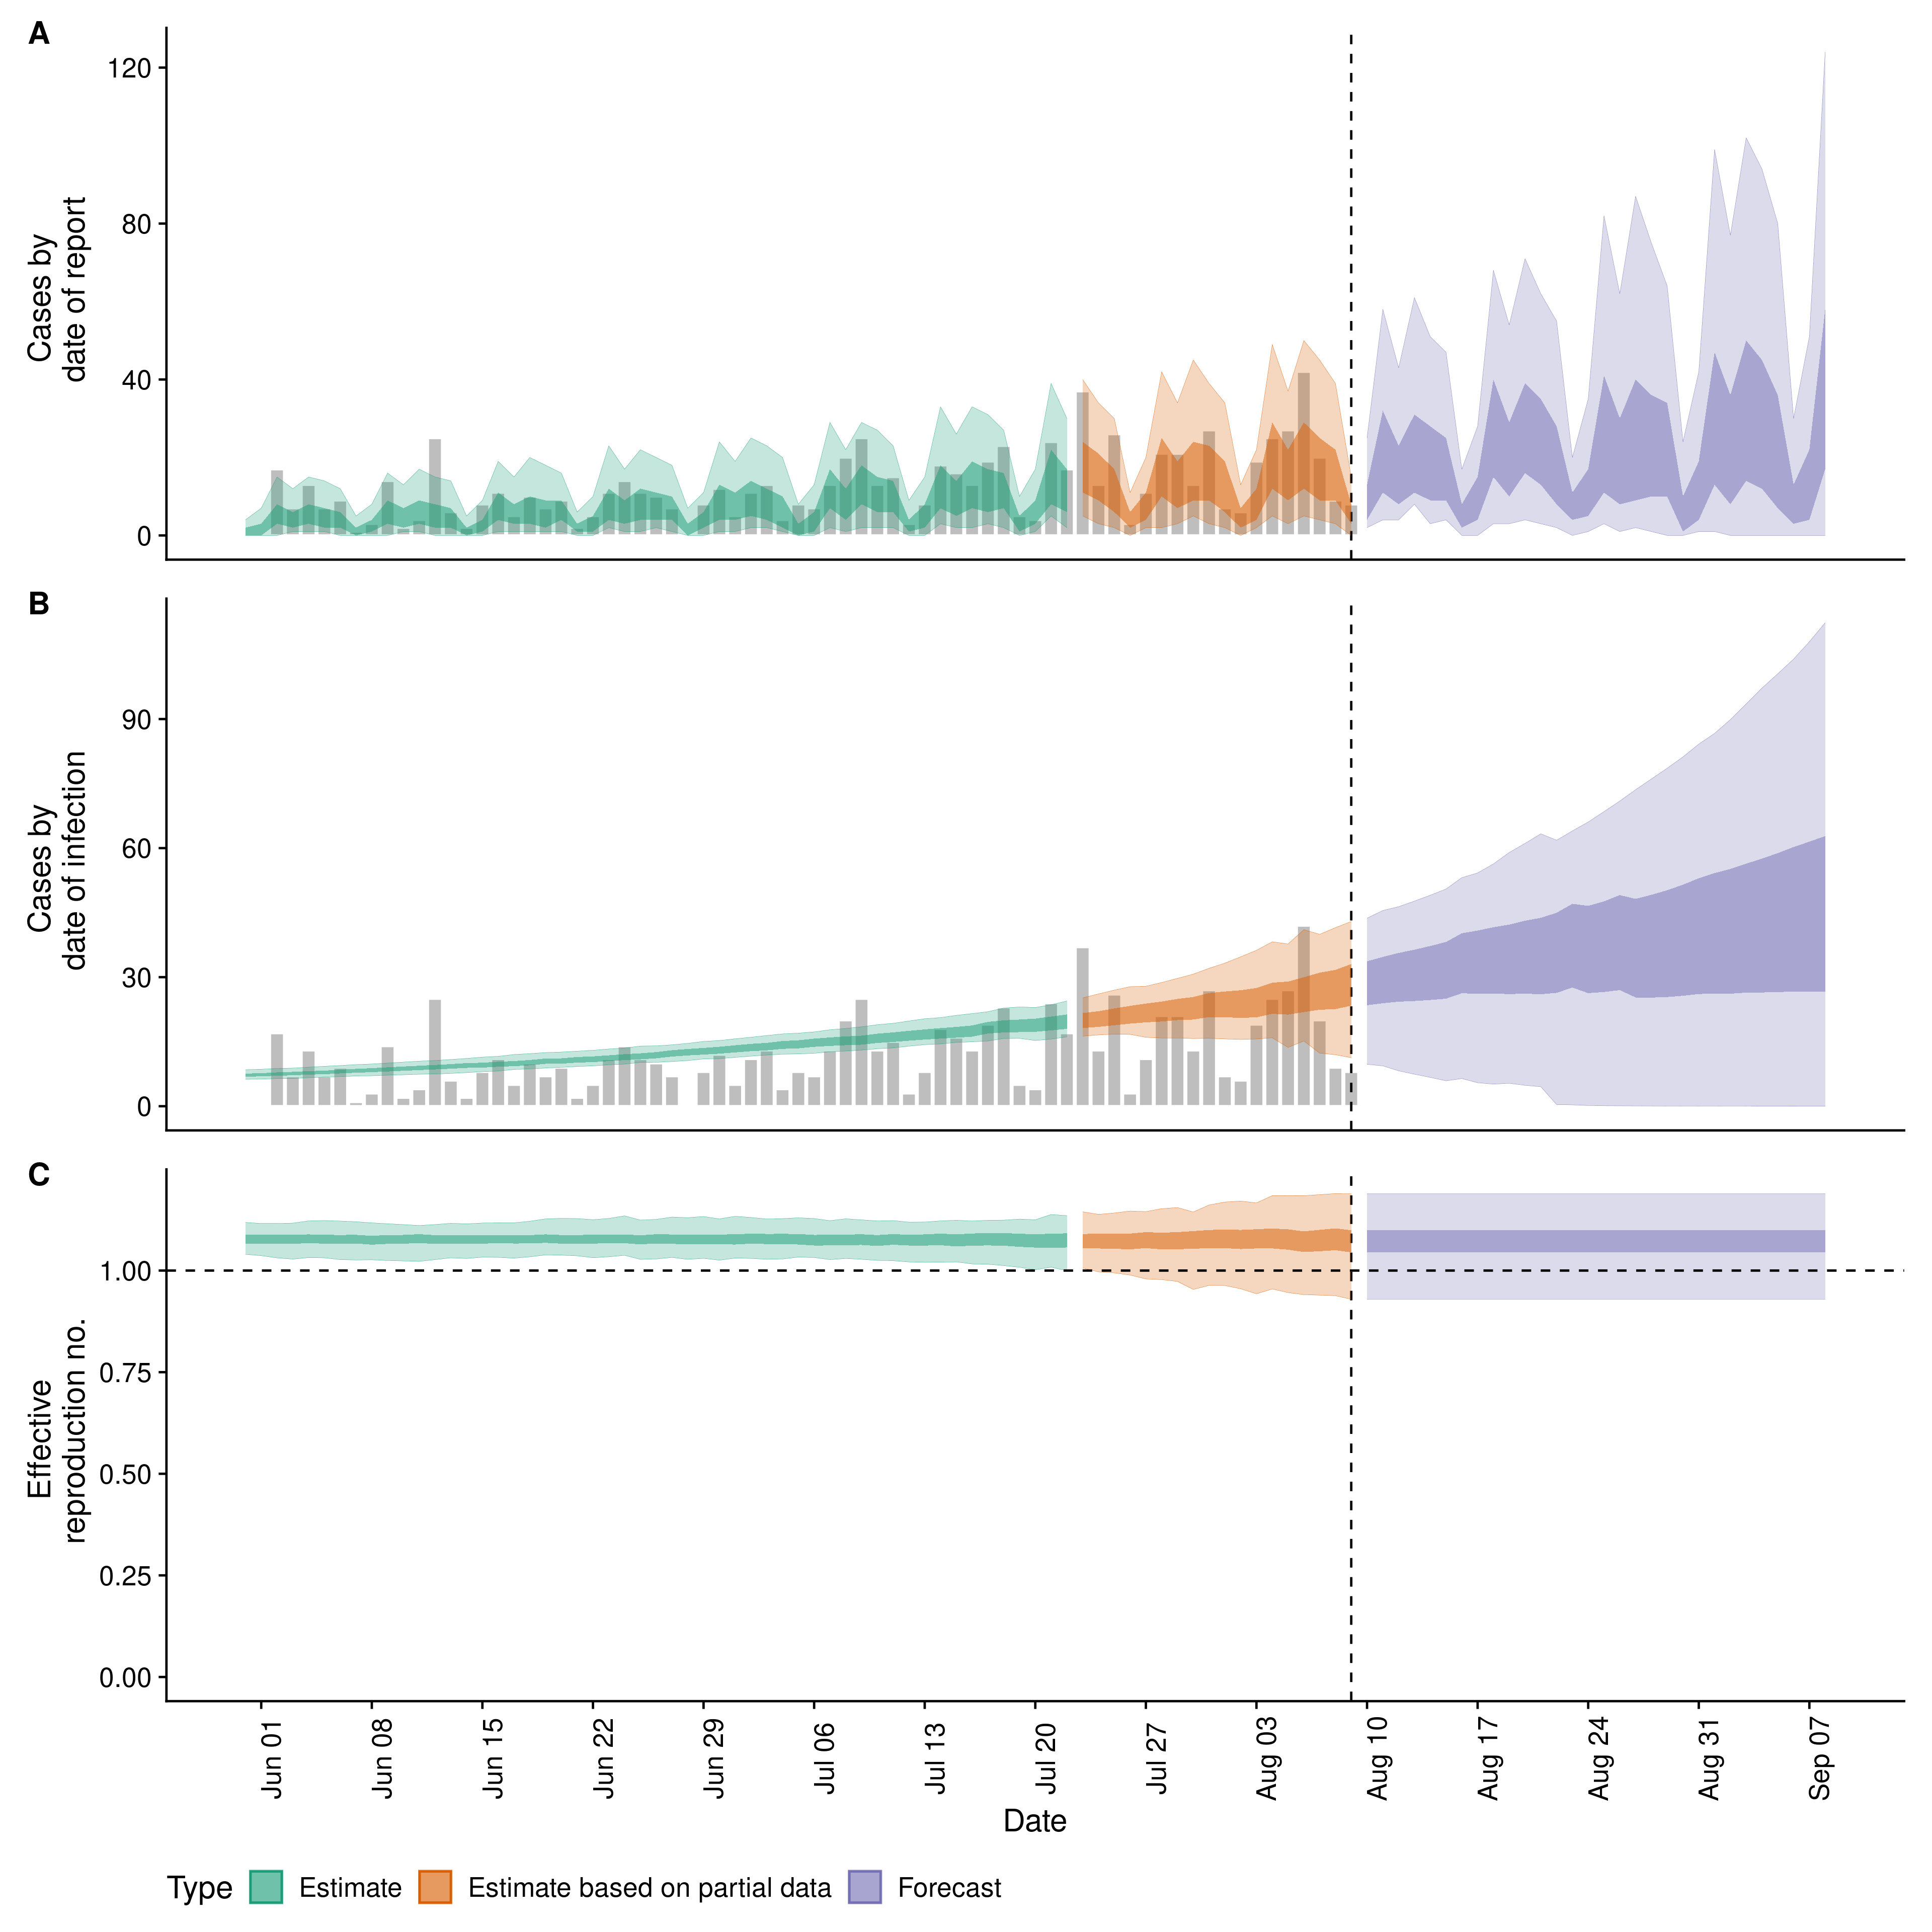 A
Cases by
date of report
120
80
40
0
B
Cases by
date of infection
90
60
30
0
C
Effective
reproduction no.
1.00
0.75
0.50
0.25
0.00
Jun 01
Jun 08
Jun 15
Jun 22
Jun 29
Jul 06
Jul 13
Jul 20
Jul 27
Aug 03
Aug 10
Aug 17
Aug 24
Aug 31
Sep 07
Date
Type Estimate Estimate based on partial data Forecast